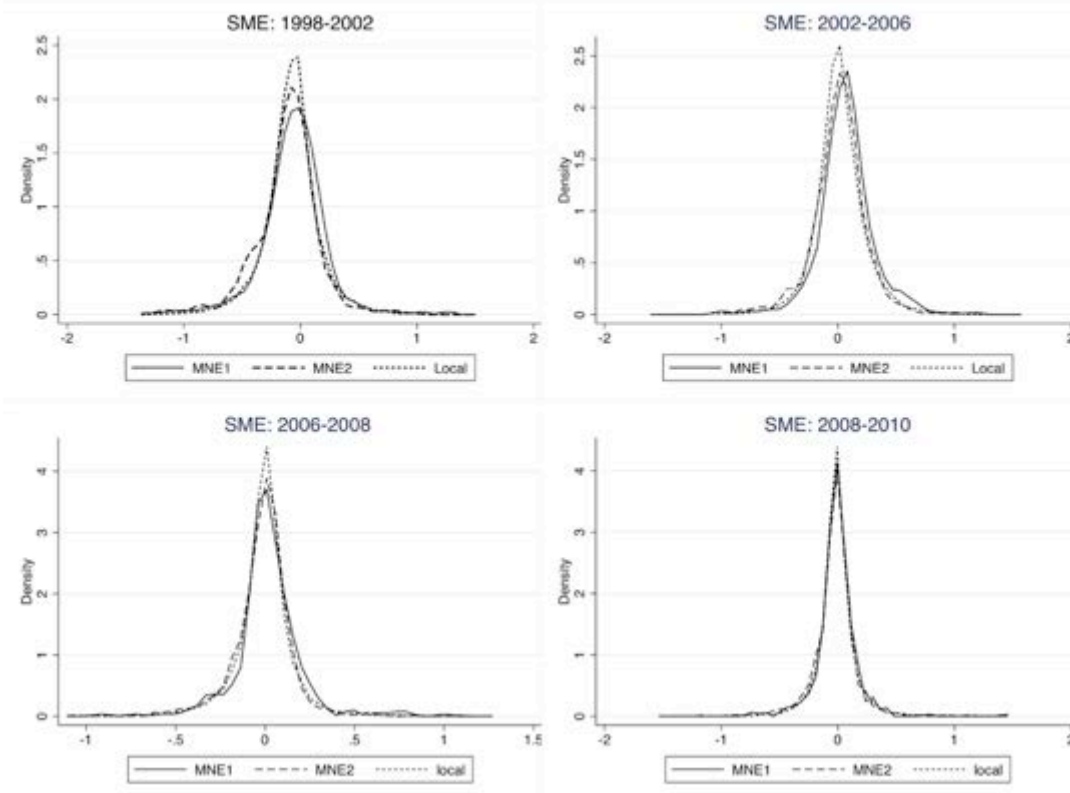 SME: 1998-2002
Density
0 .5 1 1.5 2 2.5
-2 -1 0 1 2
MNE1 MNE2 Local
SME: 2002-2006
Density
0 .5 1 1.5 2 2.5
-2 -1 0 1 2
MNE1 MNE2 Local
SME: 2006-2008
Density
0 1 2 3 4
-1 -.5 0 .5 1 1.5
MNE1 MNE2 local
SME: 2008-2010
Density
0 1 2 3 4
-2 -1 0 1 2
MNE1 MNE2 local